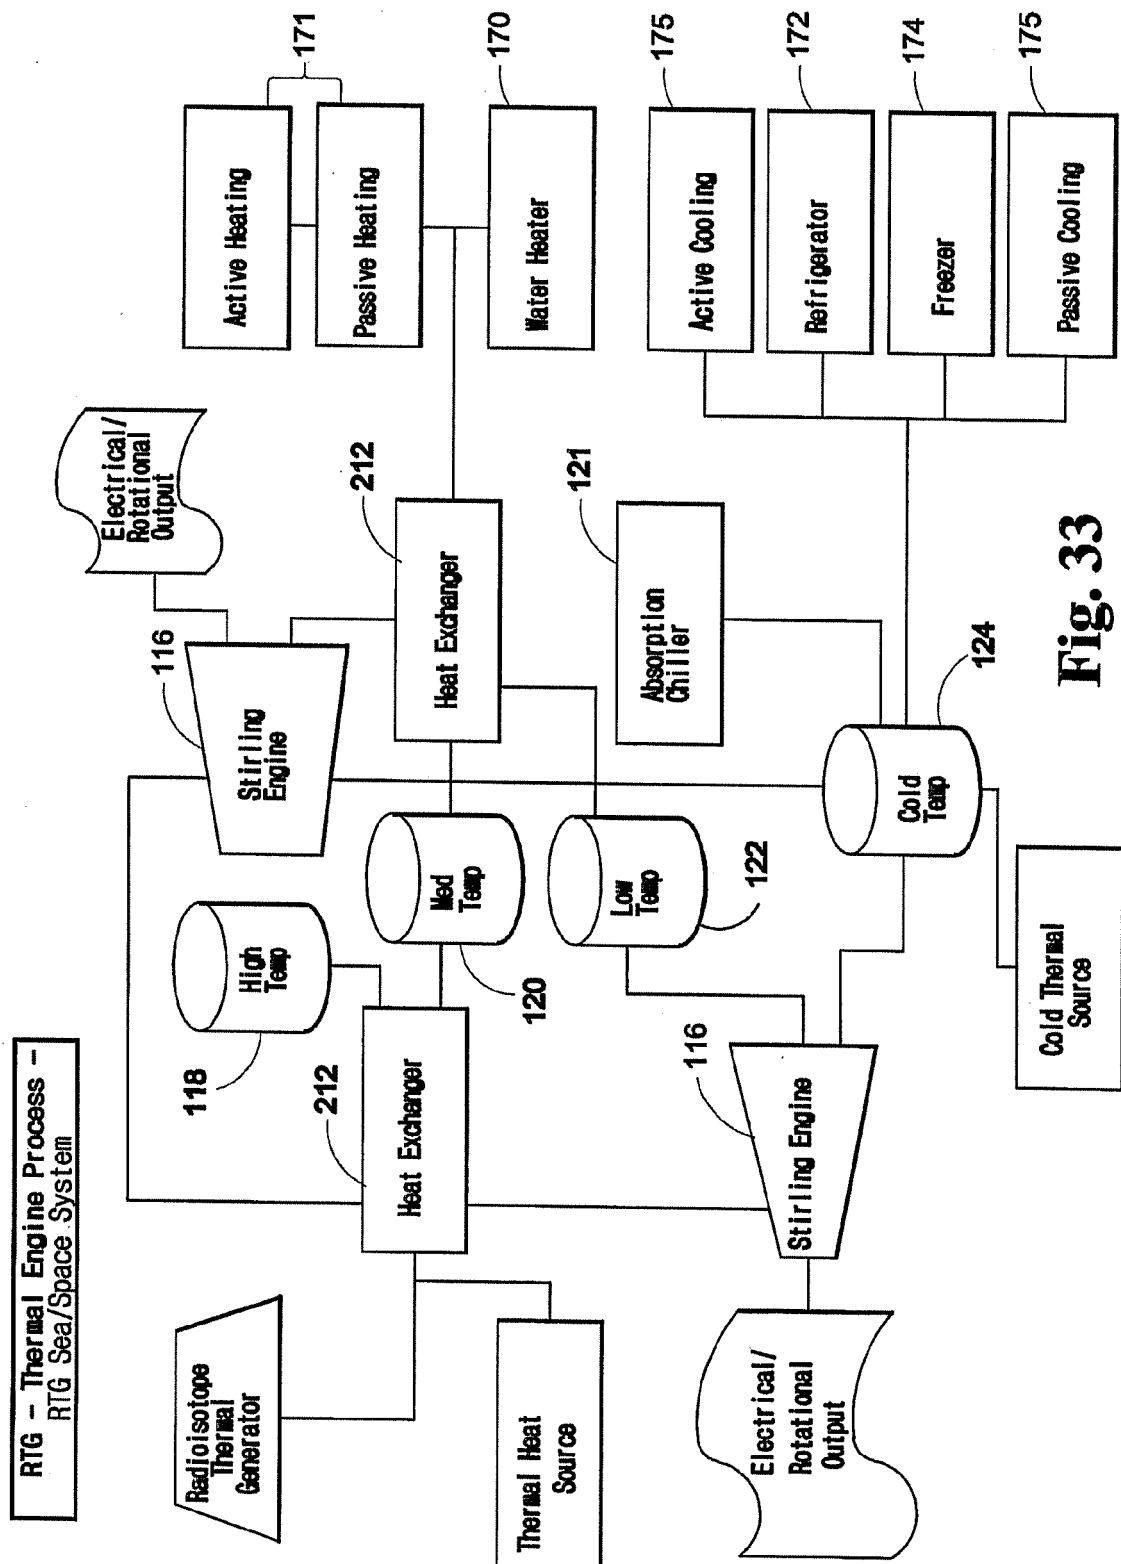 RTG - Thermal Engine Process -
RTG Sea/Space System
Radioisotope
Thermal
Generator
Thermal Heat
Source
Electrical/
Rotational
Output
118
212
Heat Exchanger
High
Temp
116
Stirling Engine
120
Med
Temp
122
Low
Temp
Cold Thermal
Source
116
Stirling
Engine
Electrical/
Rotational
Output
212
Heat Exchanger
121
Absorption
Chiller
Cold
Temp
124
171
Active Heating
Passive Heating
170
Water Heater
175
Active Cooling
172
Refrigerator
174
Freezer
175
Passive Cooling
Fig. 33